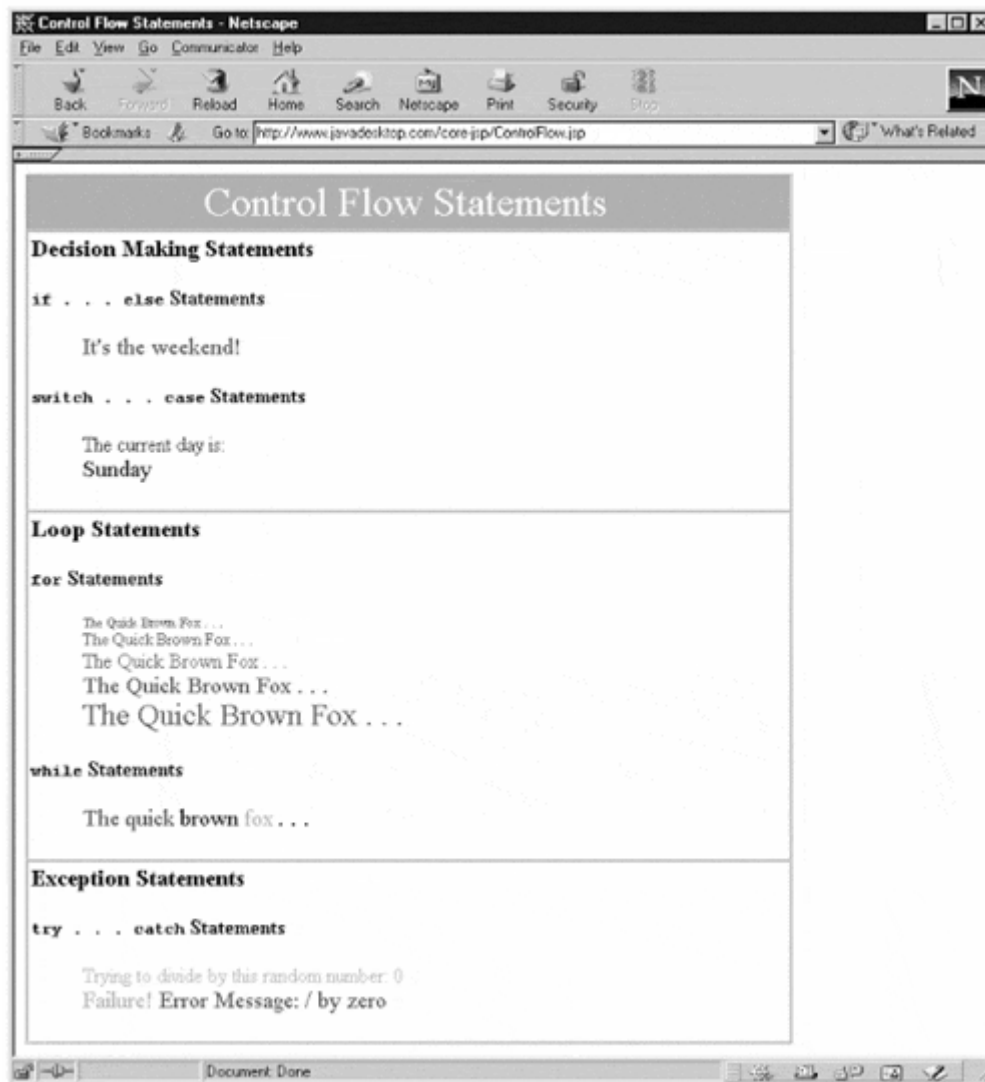 Control Flow Statements - Netscape
File Edit View Go Communicator Help
Back Forward Reload Home Search Netscape Print Security Stop
N
Bookmarks Go to: http://www.javadesktop.com/core-jsp/ControlFlow.jsp What's Related
Control Flow Statements
Decision Making Statements
if . . . else Statements
It's the weekend!
switch . . . case Statements
The current day is:
Sunday
Loop Statements
for Statements
The Quick Brown Fox . . .
The Quick Brown Fox . . .
The Quick Brown Fox . . .
The Quick Brown Fox . . .
The Quick Brown Fox . . .
while Statements
The quick brown fox . . .
Exception Statements
try . . . catch Statements
Trying to divide by this random number: 0
Failure! Error Message: / by zero
Document: Done